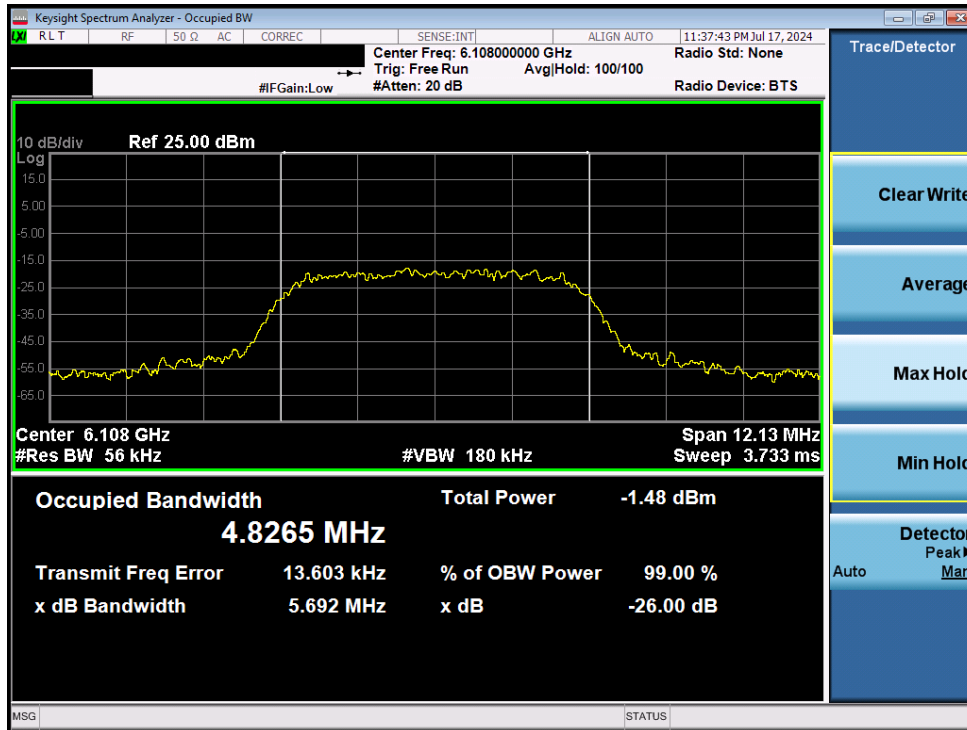 Keysight Spectrum Analyzer - Occupied BW
LXI RLT RF 50 Ω AC CORREC SENSE:INT ALIGN AUTO 11:37:43 PM Jul 17, 2024
Center Freq: 6.108000000 GHz Radio Std: None
Trig: Free Run Avg|Hold: 100/100
#IFGain:Low #Atten: 20 dB Radio Device: BTS
10 dB/div Ref 25.00 dBm
Log
15.0
5.00
-5.00
-15.0
-25.0
-35.0
-45.0
-55.0
-65.0
Center 6.108 GHz Span 12.13 MHz
#Res BW 56 kHz #VBW 180 kHz Sweep 3.733 ms
Occupied Bandwidth Total Power -1.48 dBm
4.8265 MHz
Transmit Freq Error 13.603 kHz % of OBW Power 99.00 %
x dB Bandwidth 5.692 MHz x dB -26.00 dB
MSG STATUS
Trace/Detector
Clear Write
Average
Max Hold
Min Hold
Detector
Peak
Auto Man